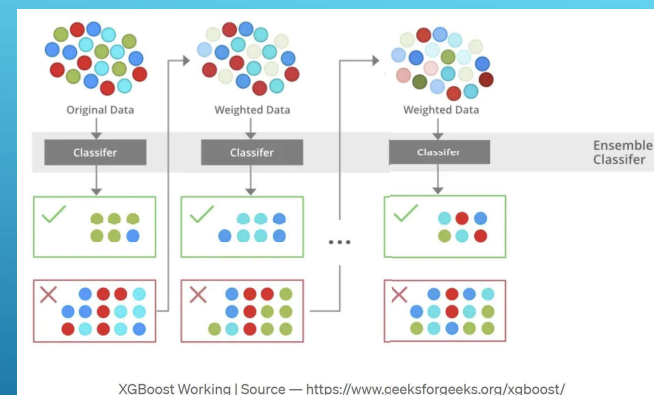 Original Data
Weighted Data
Weighted Data
Classifer
Classifer
Classifer
Ensemble
Classifer
...
XGBoost Working | Source — https://www.geeksforgeeks.org/xgboost/